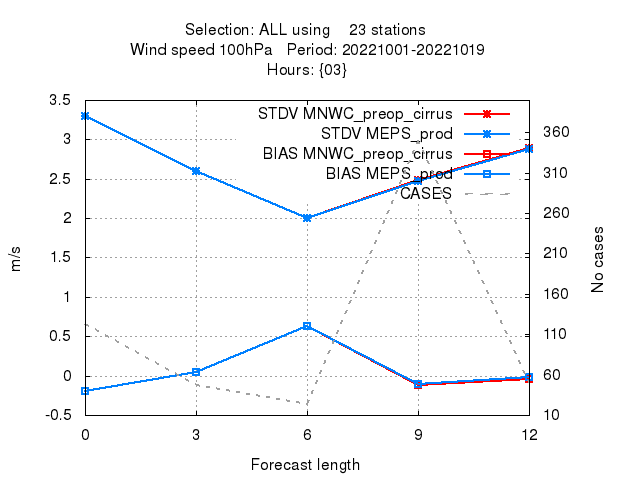 Selection: ALL using 23 stations
Wind speed 100hPa Period: 20221001-20221019
Hours: {03}
STDV MNWC_preop_cirrus
STDV MEPS_prod
BIAS MNWC_preop_cirrus
BIAS MEPS_prod
CASES
3.5
3
2.5
2
1.5
1
0.5
0
-0.5
m/s
360
310
260
210
160
110
60
10
No cases
0 3 6 9 12
Forecast length